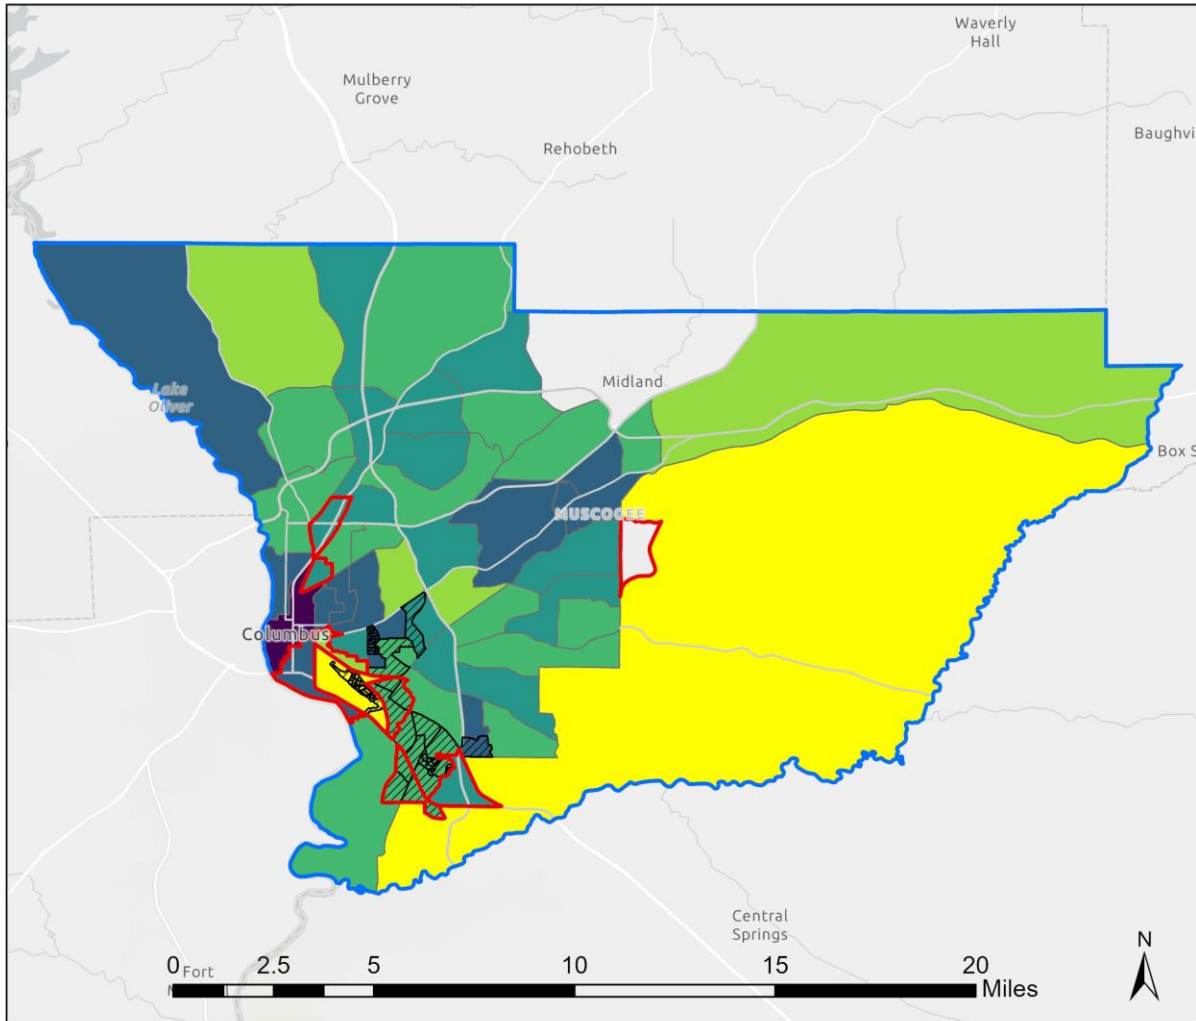 Waverly
Hall
Mulberry
Grove
Baughvi
Rehobeth
Midland
Lake
Oliver
Box S
MUSCOGEE
Columbus
Central
Springs
N
0 2.5 5 10 15 20
Miles
Fort
M